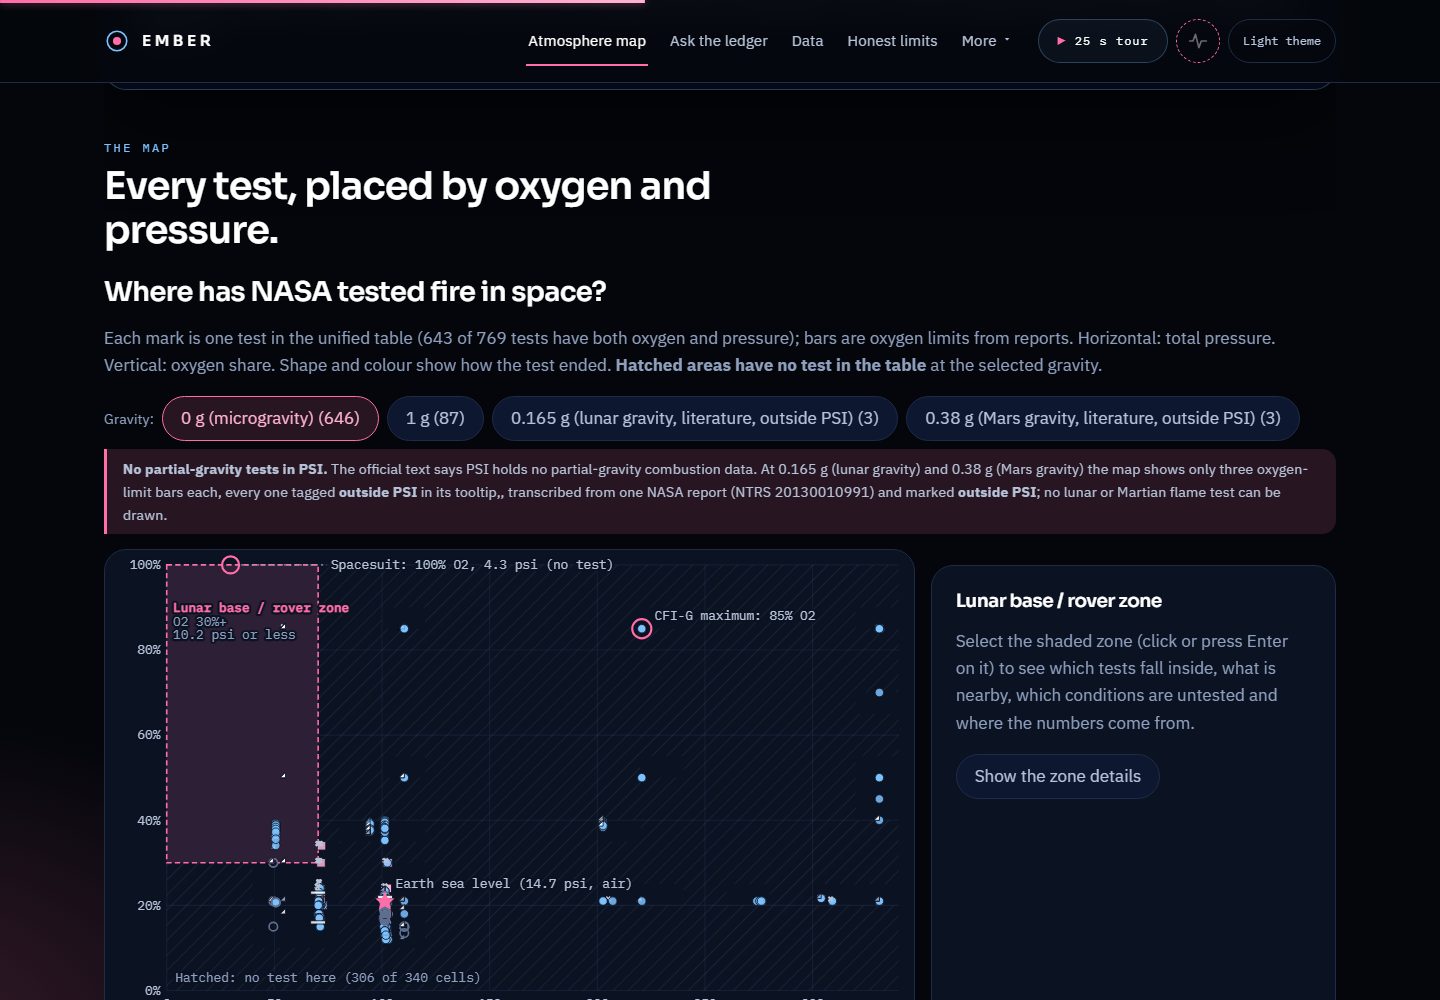 EMBER
Atmosphere map
Ask the ledger
Data
Honest limits
More
25 s tour
Light theme
THE MAP
Every test, placed by oxygen and
pressure.
Where has NASA tested fire in space?
Each mark is one test in the unified table (643 of 769 tests have both oxygen and pressure); bars are oxygen limits from reports. Horizontal: total pressure.
Vertical: oxygen share. Shape and colour show how the test ended. Hatched areas have no test in the table at the selected gravity.
Gravity:
0 g (microgravity) (646)
1 g (87)
0.165 g (lunar gravity, literature, outside PSI) (3)
0.38 g (Mars gravity, literature, outside PSI) (3)
No partial-gravity tests in PSI. The official text says PSI holds no partial-gravity combustion data. At 0.165 g (lunar gravity) and 0.38 g (Mars gravity) the map shows only three oxygen-
limit bars each, every one tagged outside PSI in its tooltip,, transcribed from one NASA report (NTRS 20130010991) and marked outside PSI; no lunar or Martian flame test can be
drawn.
100%
Spacesuit: 100% O2, 4.3 psi (no test)
Lunar base / rover zone
O2 30%+
10.2 psi or less
CFI-G maximum: 85% O2
80%
60%
40%
Earth sea level (14.7 psi, air)
20%
Hatched: no test here (306 of 340 cells)
0%
Lunar base / rover zone
Select the shaded zone (click or press Enter
on it) to see which tests fall inside, what is
nearby, which conditions are untested and
where the numbers come from.
Show the zone details